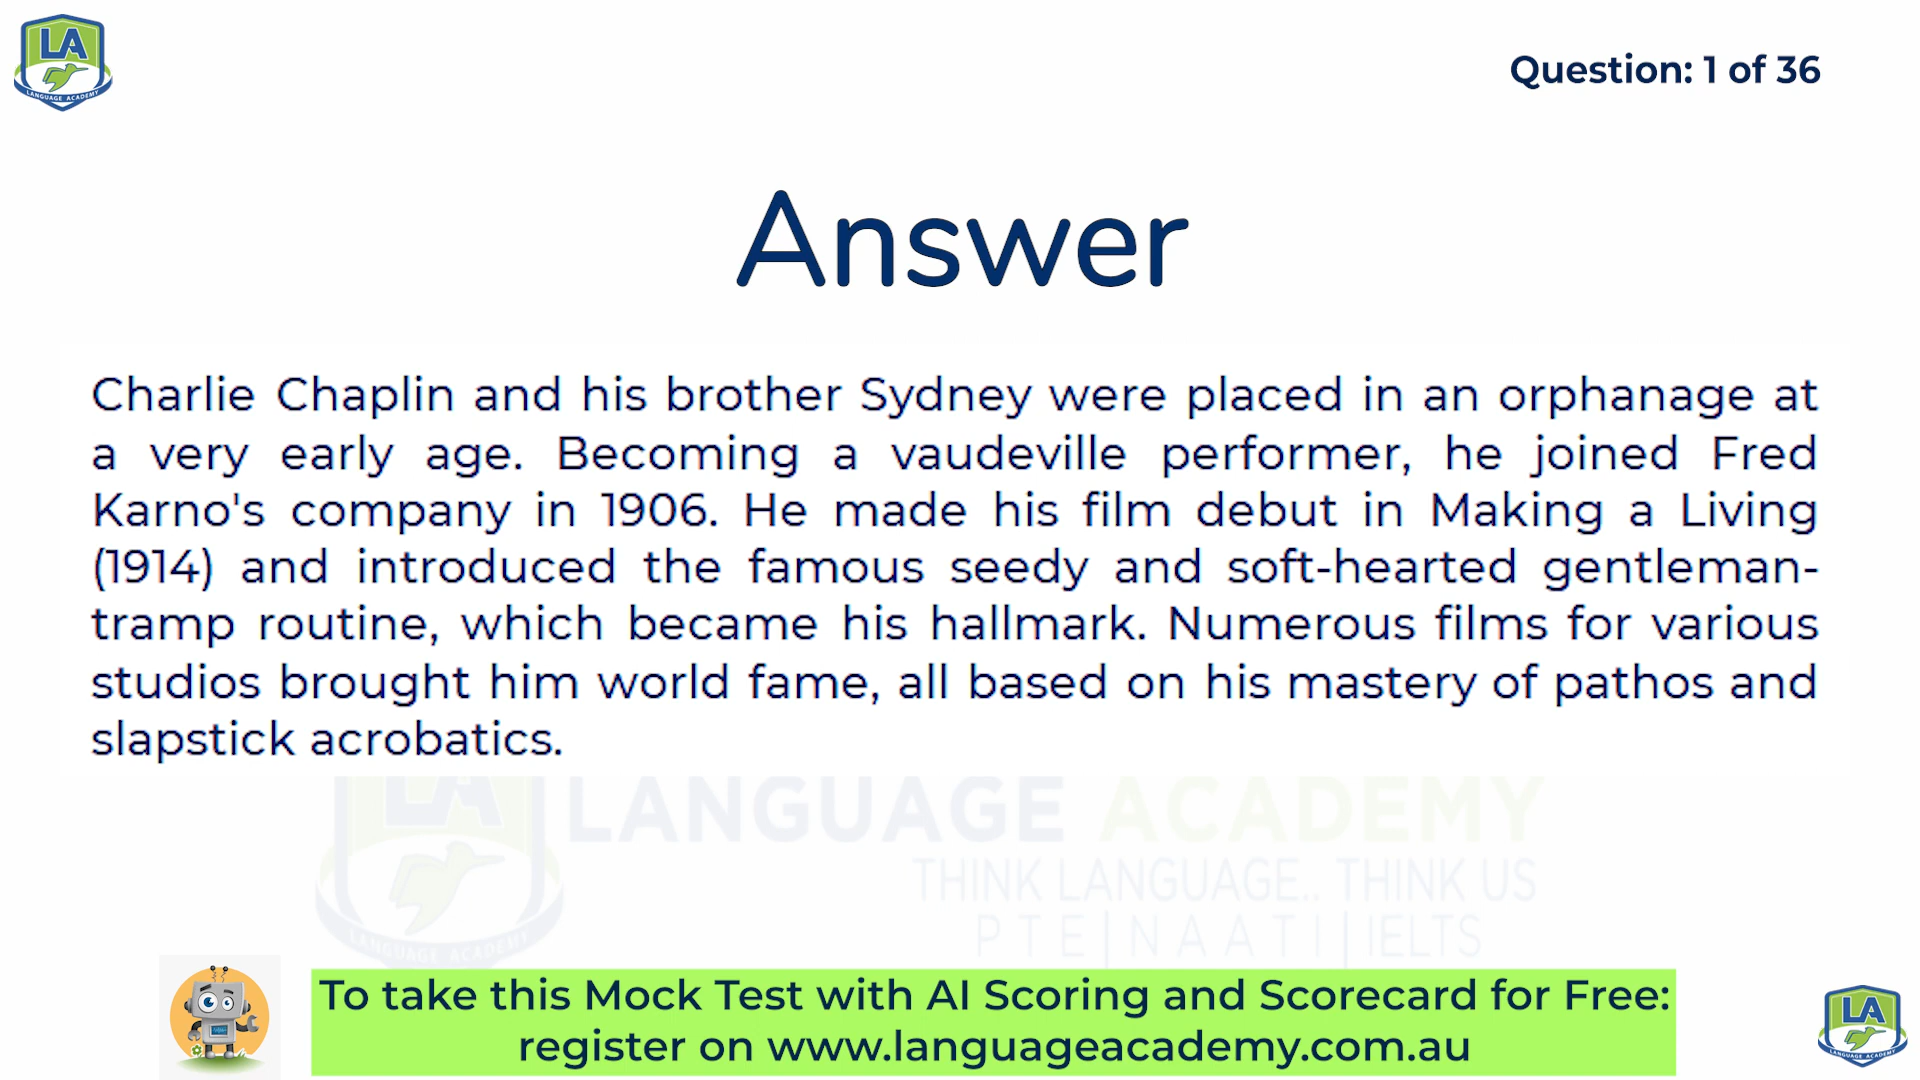 LA
LANGUAGE ACADEMY
Question: 1 of 36
Answer
Charlie Chaplin and his brother Sydney were placed in an orphanage at
a very early age. Becoming a vaudeville performer, he joined Fred
Karno's company in 1906. He made his film debut in Making a Living
(1914) and introduced the famous seedy and soft-hearted gentleman-
tramp routine, which became his hallmark. Numerous films for various
studios brought him world fame, all based on his mastery of pathos and
slapstick acrobatics.
LA
LANGUAGE ACADEMY
LANGUAGE ACADEMY
THINK LANGUAGE.. THINK US
PTE|NAATI|IELTS
To take this Mock Test with AI Scoring and Scorecard for Free:
register on www.languageacademy.com.au
LA
LANGUAGE ACADEMY